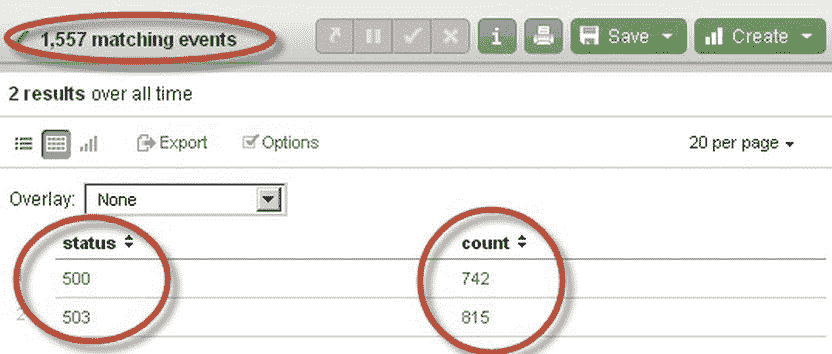 1,557 matching events
i Save Create
2 results over all time
Export Options 20 per page
Overlay: None
status count
500 742
2 503 815